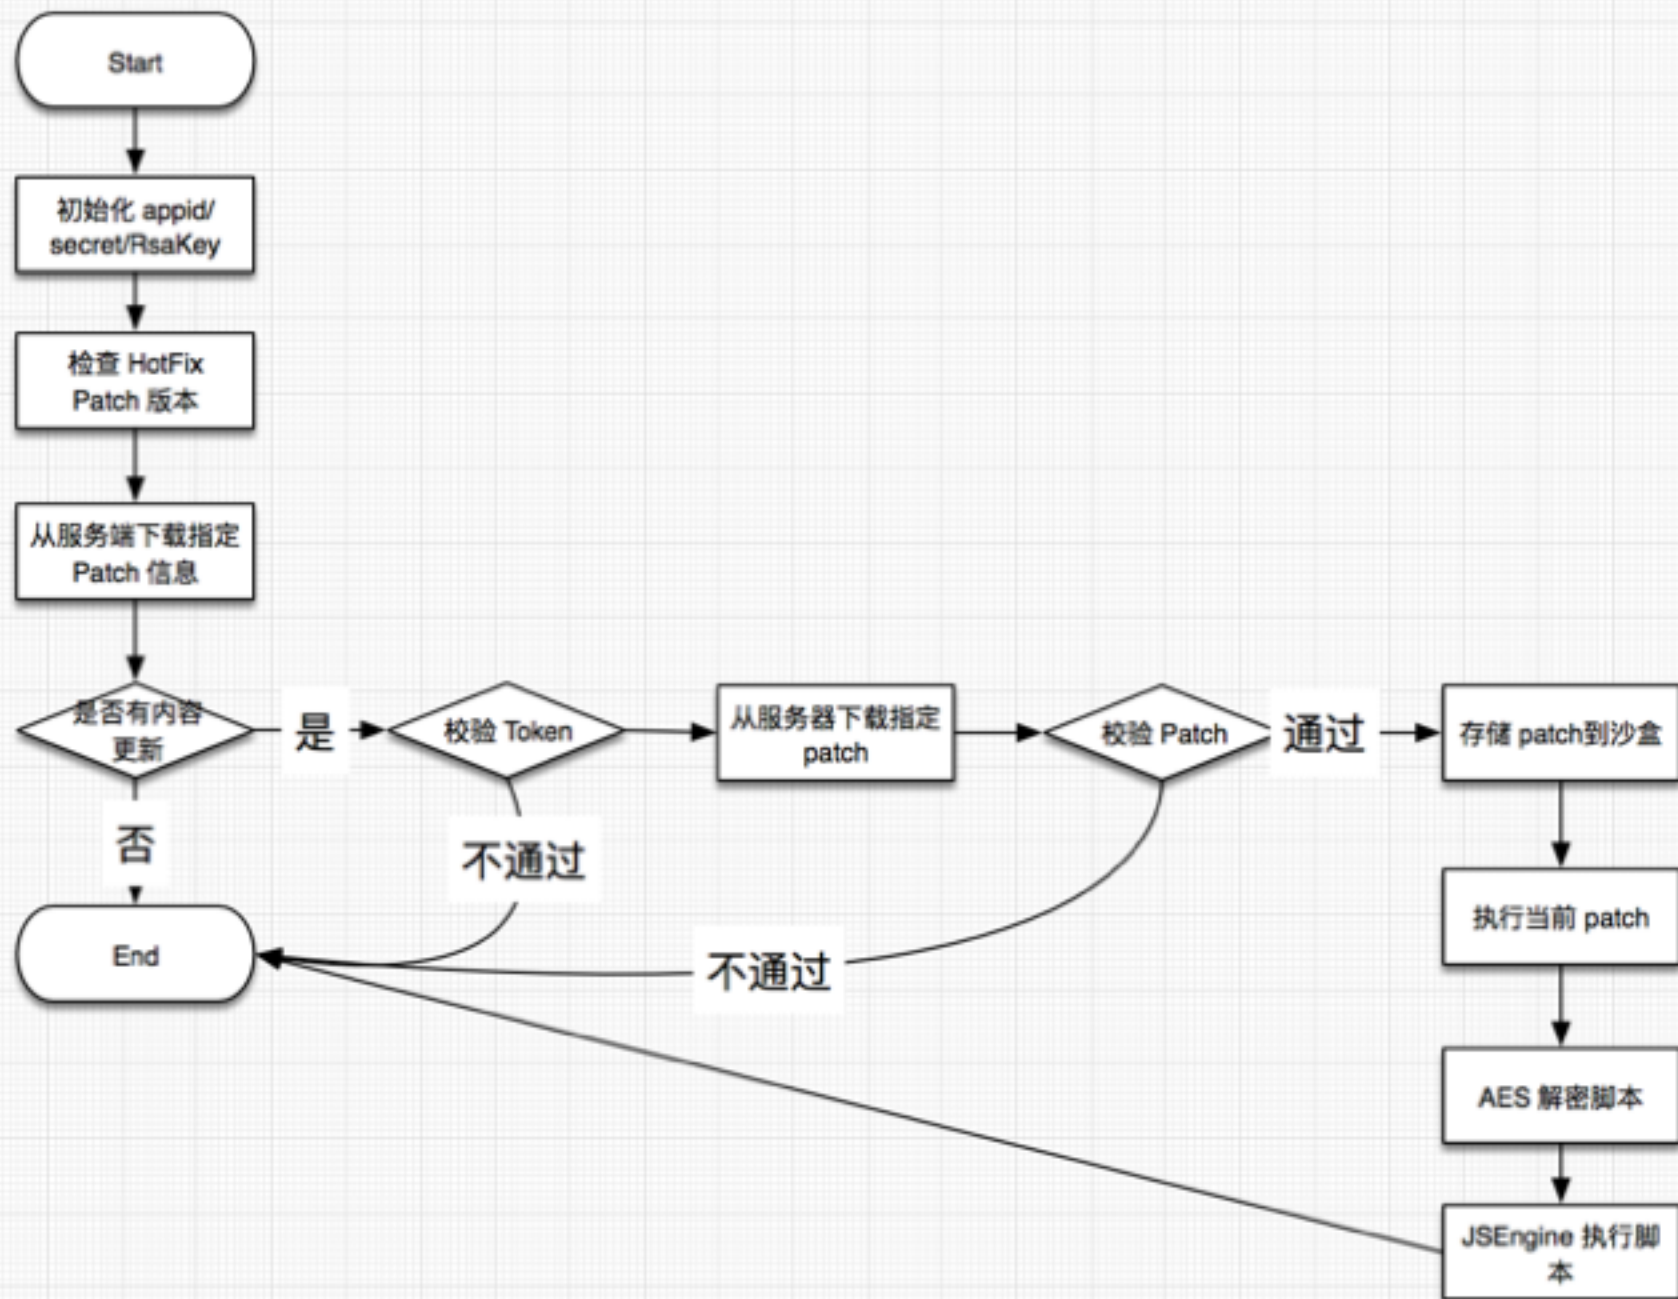 Start
初始化 appid/
secret/RsaKey
检查 HotFix
Patch 版本
从服务端下载指定
Patch 信息
是否有内容
更新
是
校验 Token
从服务器下载指定
patch
校验 Patch
通过
存储 patch到沙盒
否
不通过
执行当前 patch
End
不通过
AES 解密脚本
JSEngine 执行脚
本